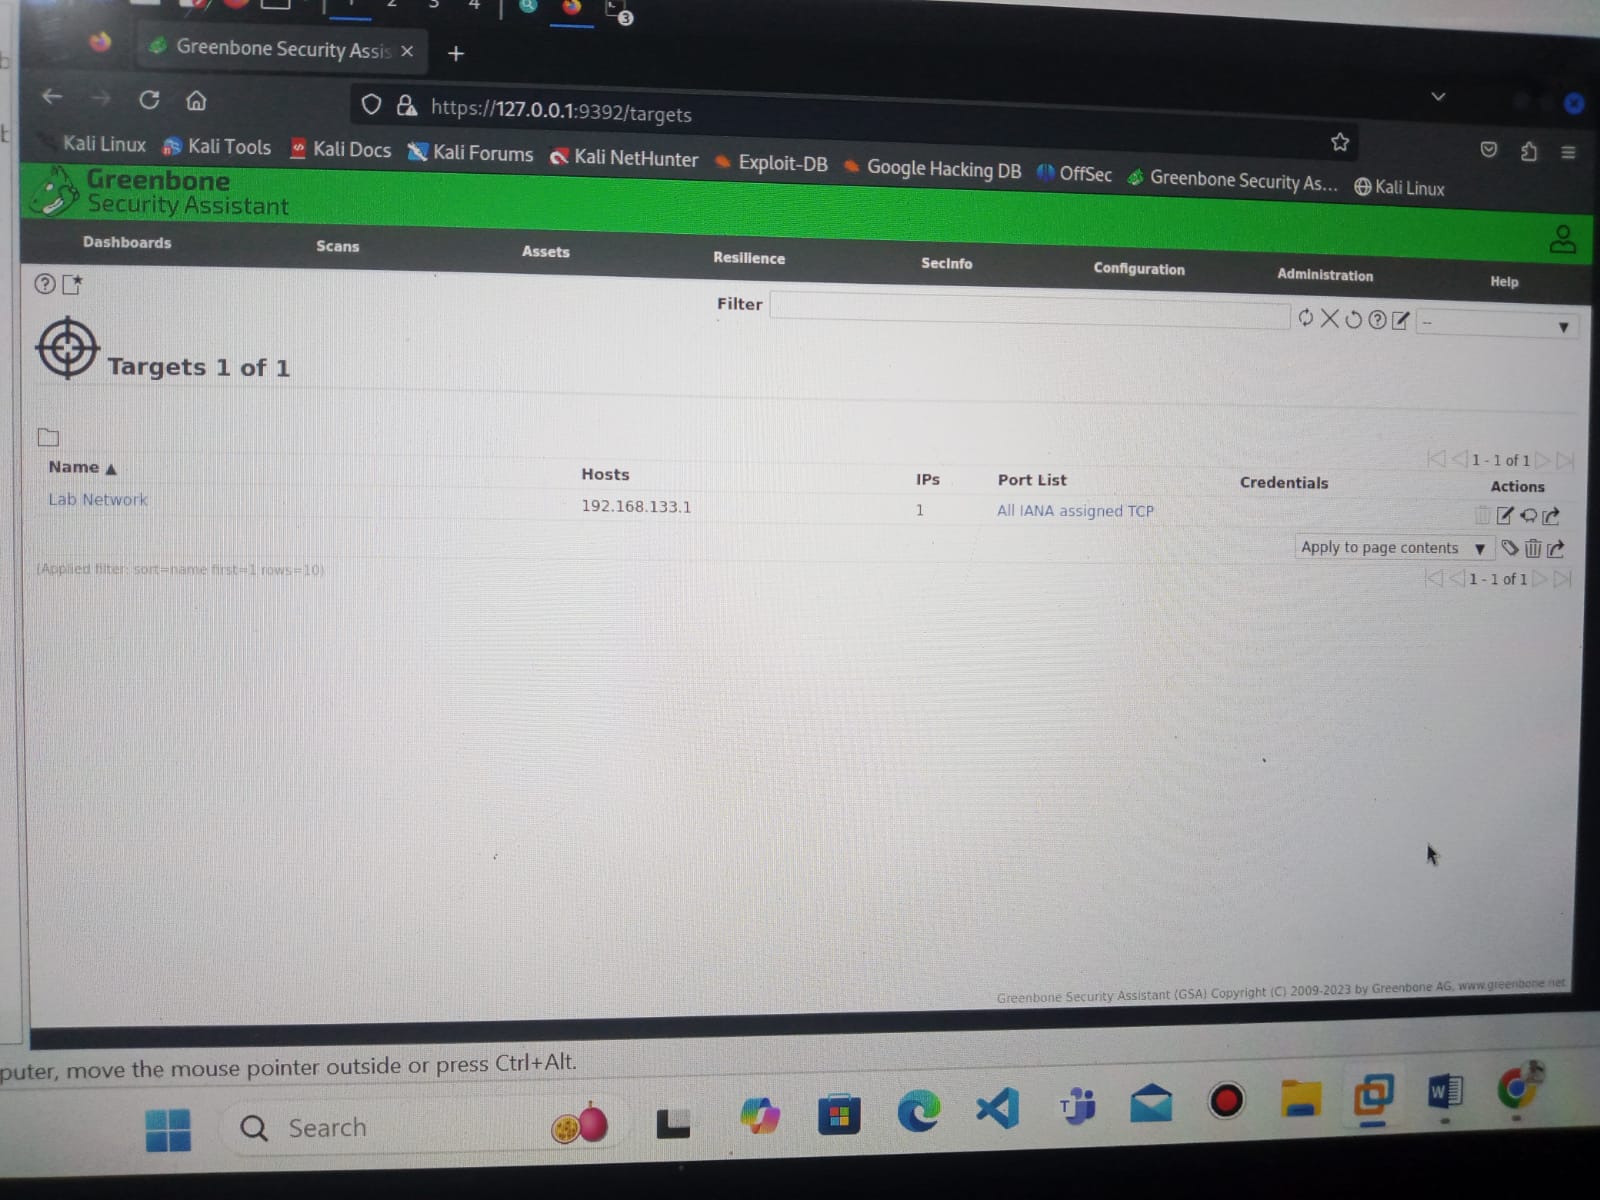 2 3 4
3
Greenbone Security Assis
https://127.0.0.1:9392/targets
Kali Linux Kali Tools Kali Docs Kali Forums Kali NetHunter Exploit-DB Google Hacking DB OffSec Greenbone Security As... Kali Linux
Greenbone
Security Assistant
Dashboards Scans Assets Resilience SecInfo Configuration Administration Help
Filter --
Targets 1 of 1
1 - 1 of 1
Name ▲ Hosts IPs Port List Credentials Actions
Lab Network 192.168.133.1 1 All IANA assigned TCP
Apply to page contents ▼
(Applied filter: sort=name first=1 rows=10)
1 - 1 of 1
Greenbone Security Assistant (GSA) Copyright (C) 2009-2023 by Greenbone AG, www.greenbone.net
puter, move the mouse pointer outside or press Ctrl+Alt.
Search